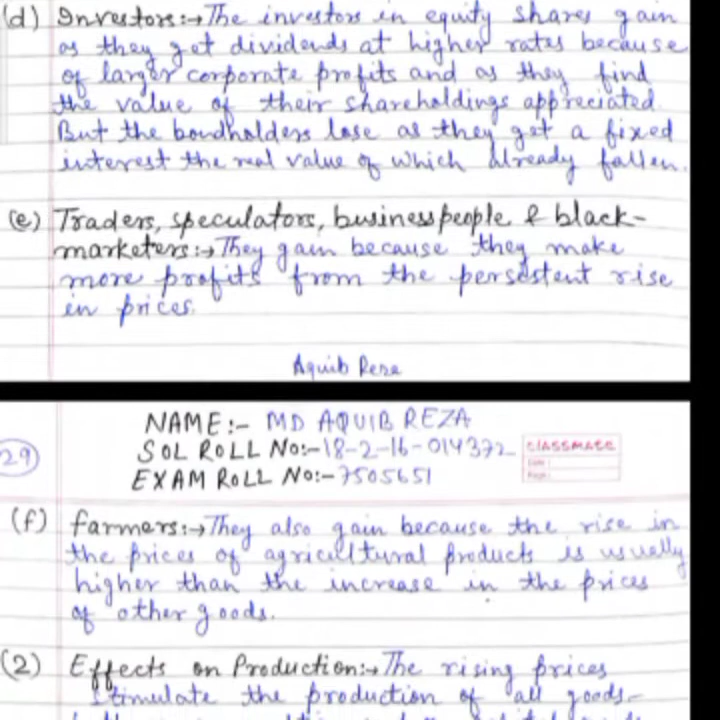 (d) Investors:→The investors in equity shares gain
as they get dividends at higher rates because
of larger corporate profits and as they find
the value of their shareholdings appreciated.
But the bondholders lose as they get a fixed
interest the real value of which already fallen.
(e) Traders, speculators, businesspeople & black-
marketers:→They gain because they make
more profits from the persistent rise
in prices.
Aquib Reza
NAME:- MD AQUIB REZA
29
SOL ROLL No:-18-2-16-014372
CLASSMATE
Date:
Page:
EXAM ROLL No:-7505651
(f) farmers:→They also gain because the rise in
the prices of agricultural products is usually
higher than the increase in the prices
of other goods.
(2) Effects on Production:→The rising prices
stimulate the production of all goods-